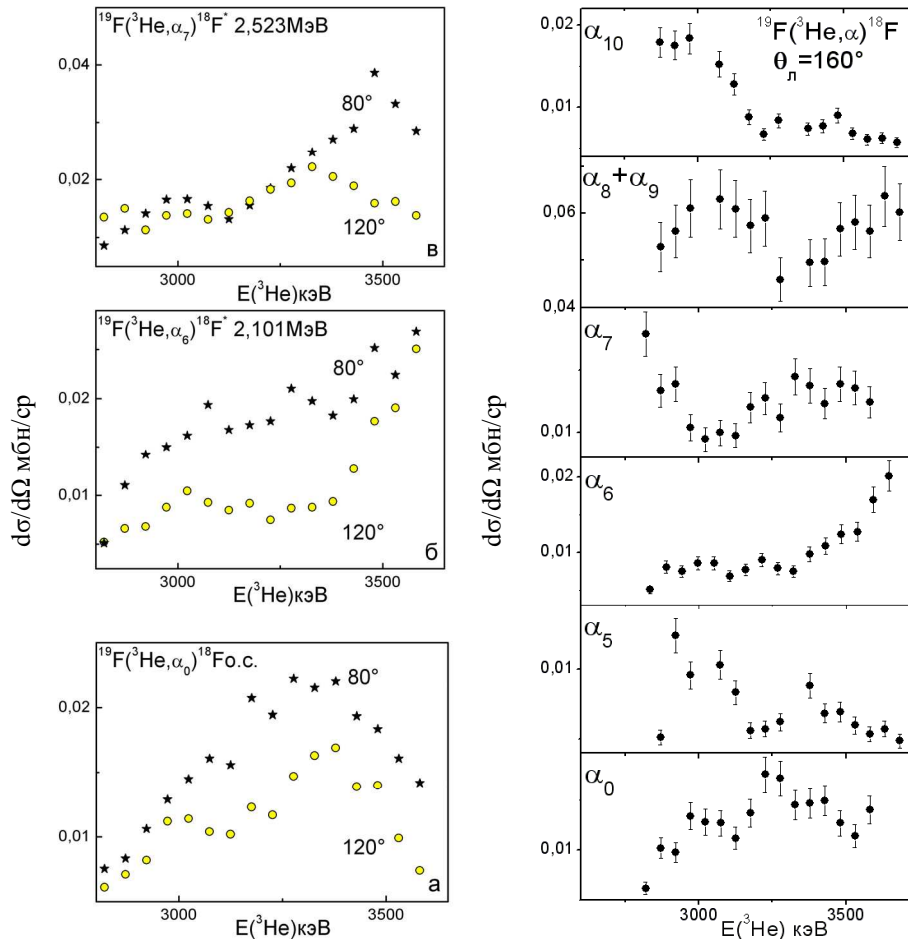 ¹⁹F(³He,α₇)¹⁸F* 2,523МэВ
0,04
80°
0,02
120°
в
3000
3500
E(³He)кэВ
¹⁹F(³He,α₆)¹⁸F* 2,101МэВ
80°
0,02
0,01
120°
б
3000
3500
E(³He)кэВ
dσ/dΩ мбн/ср
¹⁹F(³He,α₀)¹⁸Fо.с.
80°
0,02
0,01
120°
а
3000
3500
E(³He)кэВ
0,02
α₁₀
¹⁹F(³He,α)¹⁸F
θл=160°
0,01
α₈+α₉
0,06
0,04
α₇
0,01
dσ/dΩ мбн/ср
α₆
0,02
0,01
α₅
0,01
α₀
0,01
3000
3500
E(³He) кэВ